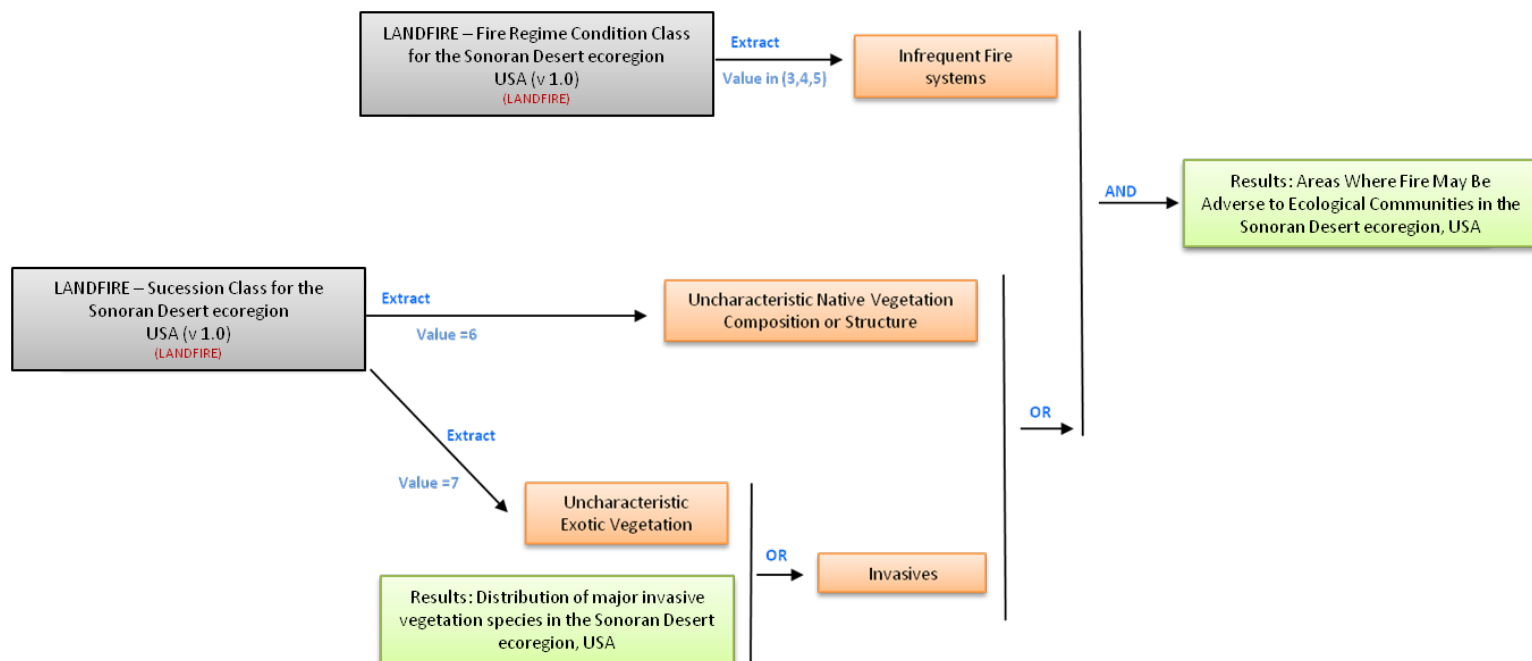 LANDFIRE – Fire Regime Condition Class
for the Sonoran Desert ecoregion
USA (v 1.0)
(LANDFIRE)
Extract
Value in (3,4,5)
Infrequent Fire
systems
AND
Results: Areas Where Fire May Be
Adverse to Ecological Communities in the
Sonoran Desert ecoregion, USA
LANDFIRE – Sucession Class for the
Sonoran Desert ecoregion
USA (v 1.0)
(LANDFIRE)
Extract
Value =6
Uncharacteristic Native Vegetation
Composition or Structure
OR
Extract
Value =7
Uncharacteristic
Exotic Vegetation
OR
Invasives
Results: Distribution of major invasive
vegetation species in the Sonoran Desert
ecoregion, USA